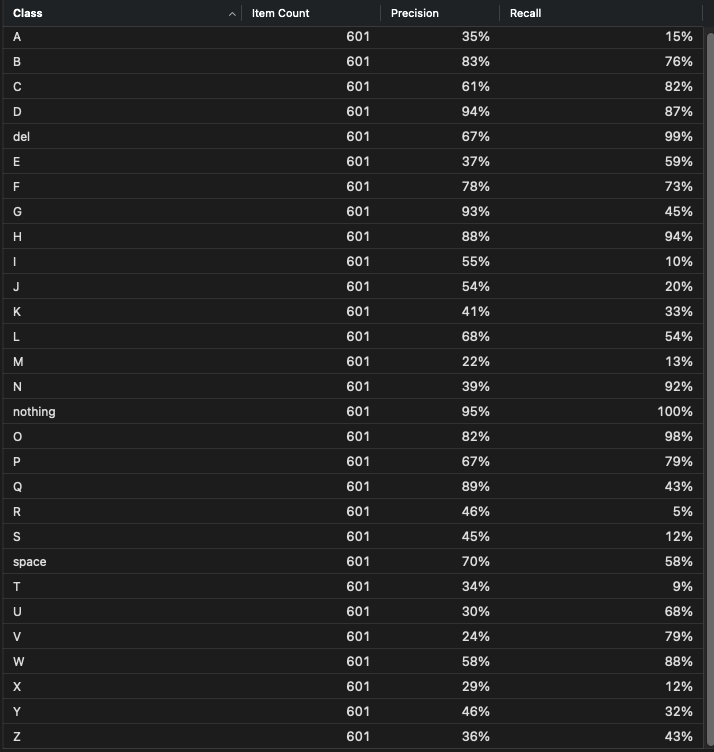 Class Item Count Precision Recall
A 601 35% 15%
B 601 83% 76%
C 601 61% 82%
D 601 94% 87%
del 601 67% 99%
E 601 37% 59%
F 601 78% 73%
G 601 93% 45%
H 601 88% 94%
I 601 55% 10%
J 601 54% 20%
K 601 41% 33%
L 601 68% 54%
M 601 22% 13%
N 601 39% 92%
nothing 601 95% 100%
O 601 82% 98%
P 601 67% 79%
Q 601 89% 43%
R 601 46% 5%
S 601 45% 12%
space 601 70% 58%
T 601 34% 9%
U 601 30% 68%
V 601 24% 79%
W 601 58% 88%
X 601 29% 12%
Y 601 46% 32%
Z 601 36% 43%